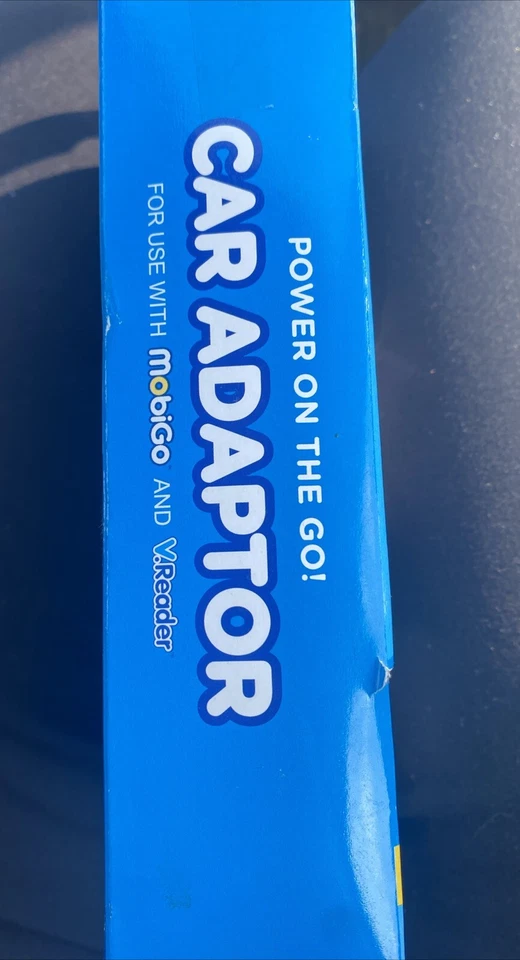 POWER ON THE GO!
CAR ADAPTOR
FOR USE WITH mobiGo AND V.Reader